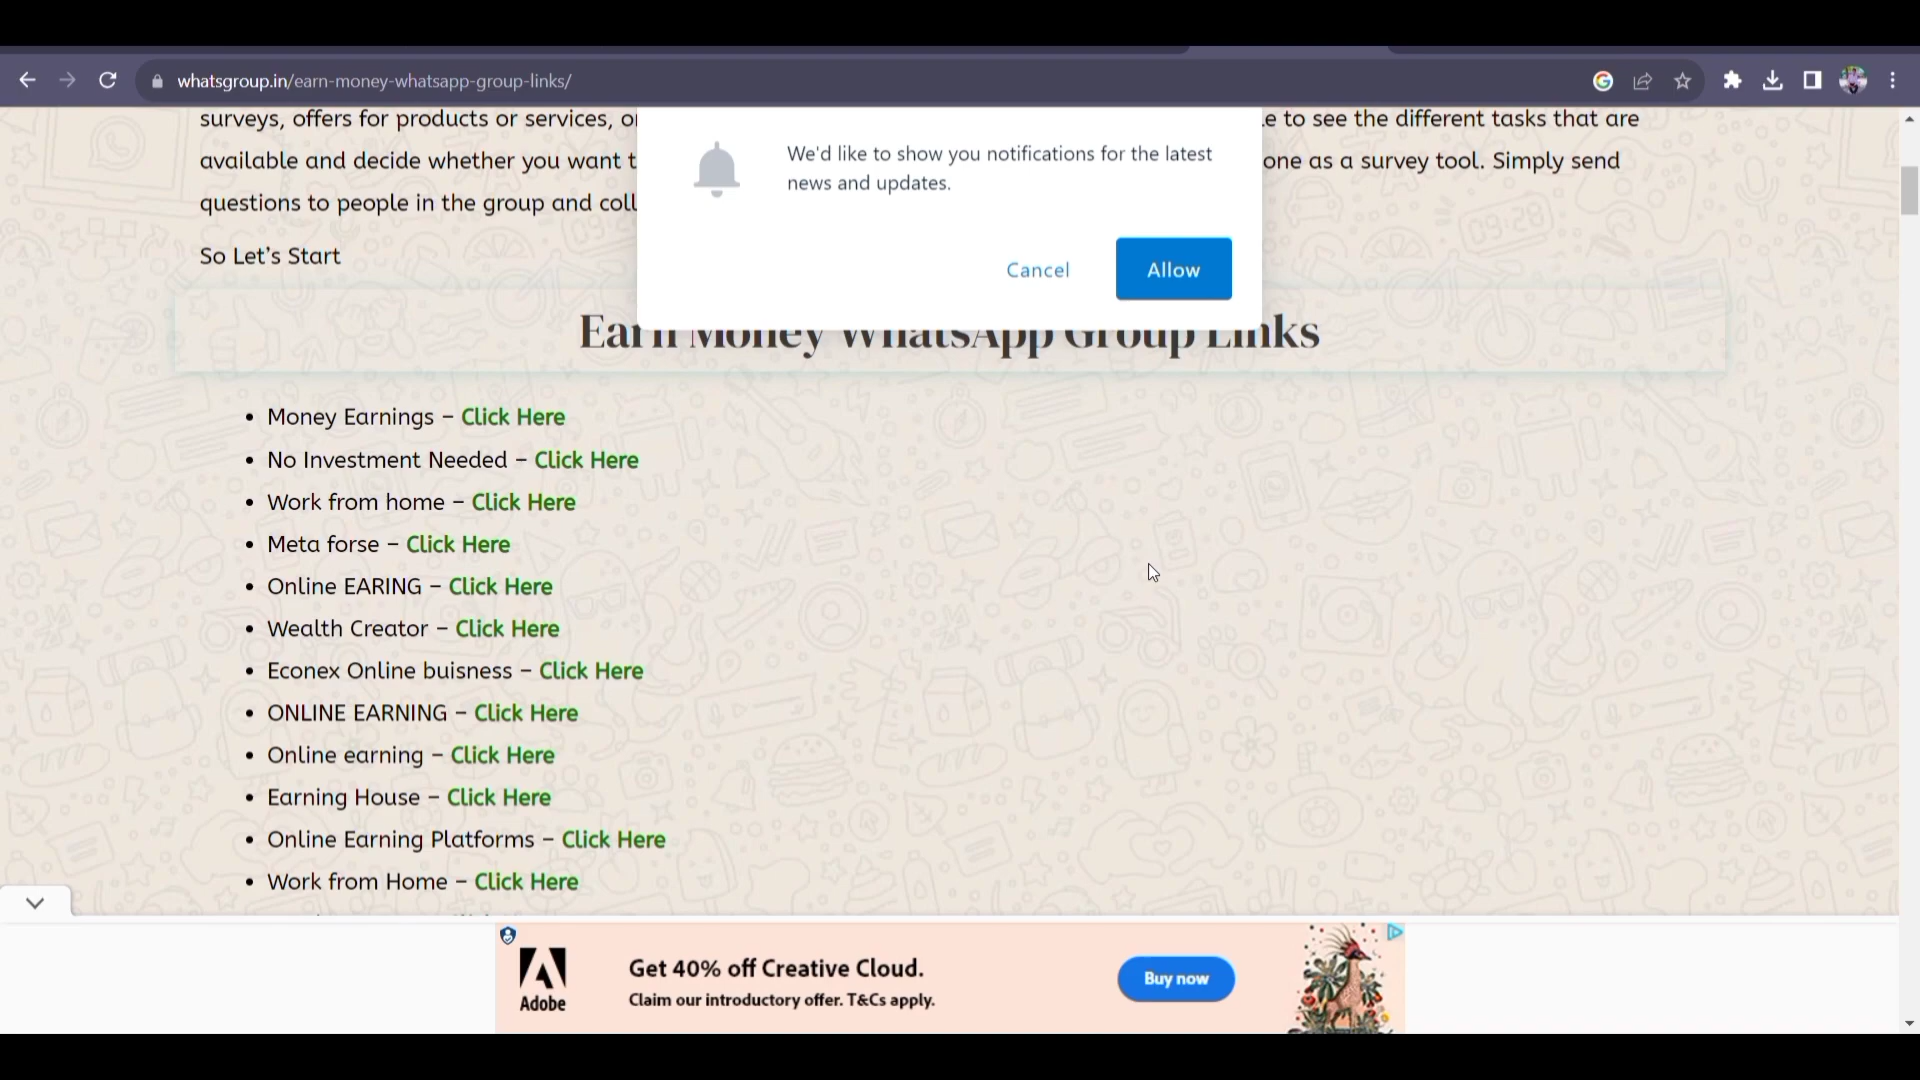 whatsgroup.in/earn-money-whatsapp-group-links/
surveys, offers for products or services, to see the different tasks that are
available and decide whether you want one as a survey tool. Simply send
questions to people in the group and
So Let's Start
We'd like to show you notifications for the latest
news and updates.
Cancel
Allow
Earn Money WhatsApp Group Links
• Money Earnings – Click Here
• No Investment Needed – Click Here
• Work from home – Click Here
• Meta forse – Click Here
• Online EARING – Click Here
• Wealth Creator – Click Here
• Econex Online buisness – Click Here
• ONLINE EARNING – Click Here
• Online earning – Click Here
• Earning House – Click Here
• Online Earning Platforms – Click Here
• Work from Home – Click Here
Adobe
Get 40% off Creative Cloud.
Claim our introductory offer. T&Cs apply.
Buy now